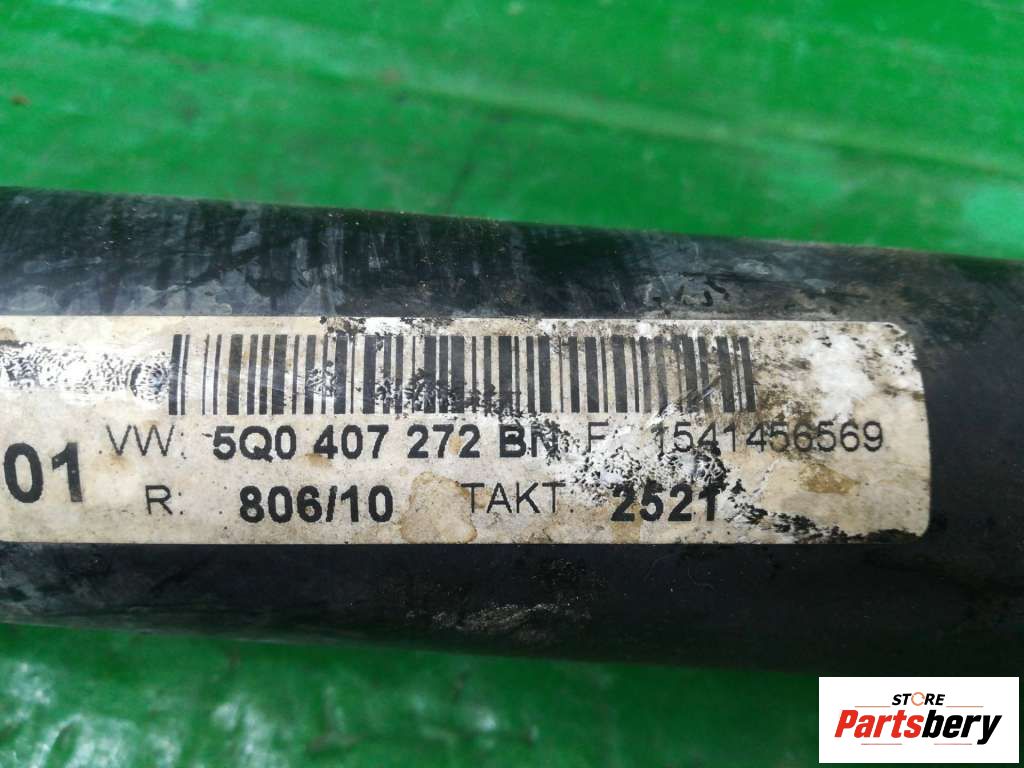 01 VW: 5Q0 407 272 BN F: 1541456569
R: 806/10 TAKT: 2521
STORE
Partsbery